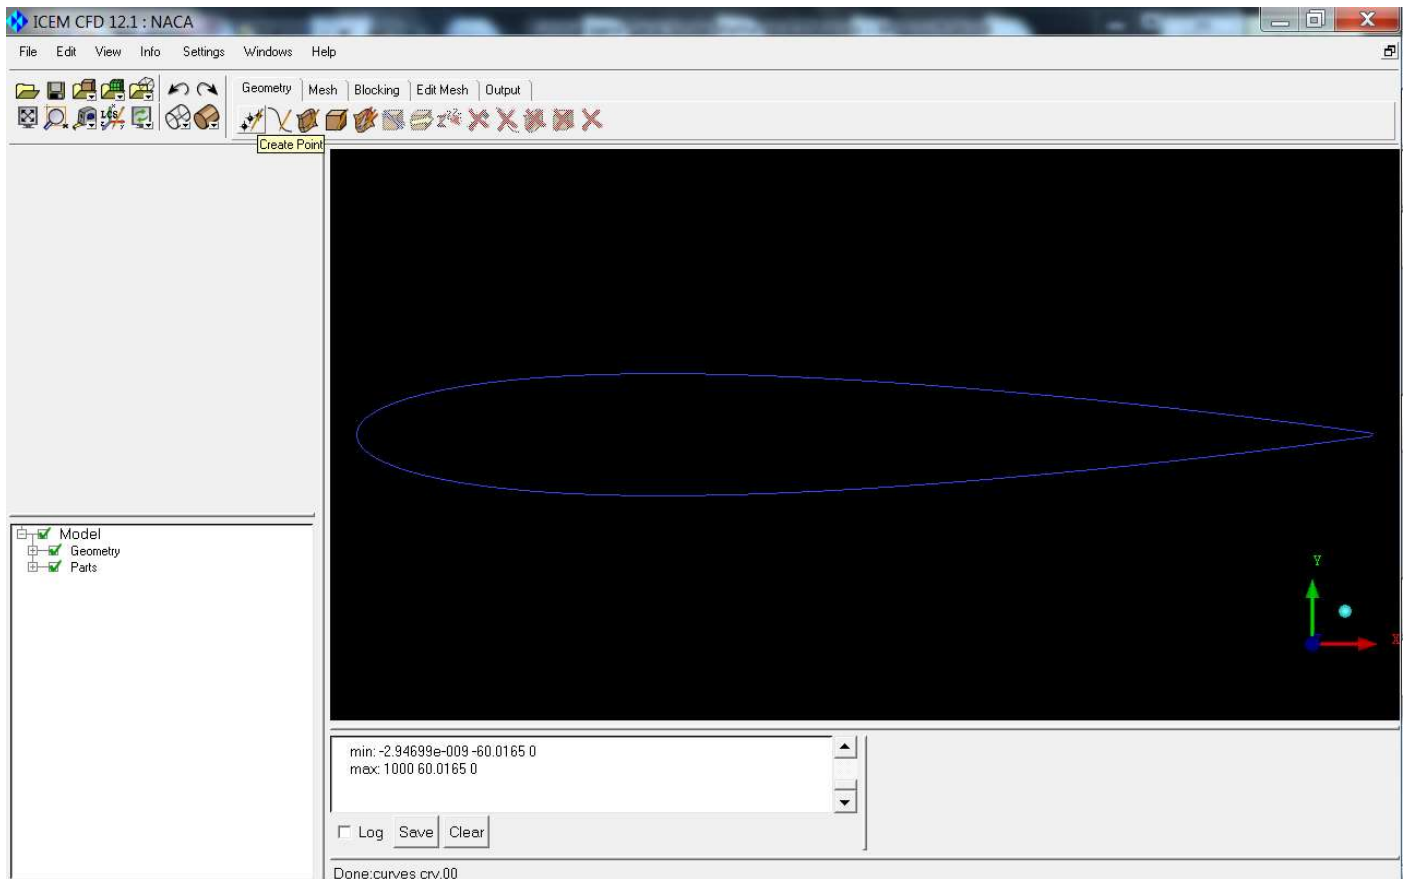 ICEM CFD 12.1 : NACA
File Edit View Info Settings Windows Help
Geometry Mesh Blocking Edit Mesh Output
Create Point
Model
Geometry
Parts
Y
X
min: -2.94699e-009 -60.0165 0
max: 1000 60.0165 0
Log Save Clear
Done:curves crv.00